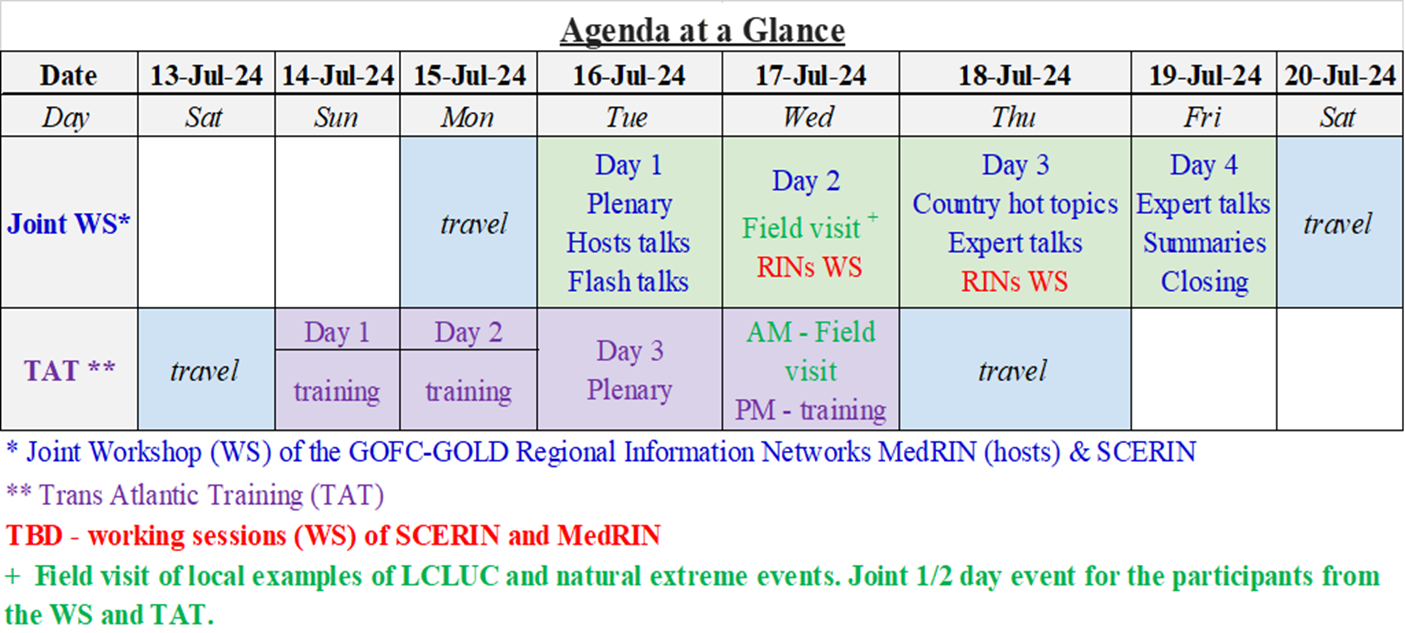 Agenda at a Glance
Date 13-Jul-24 14-Jul-24 15-Jul-24 16-Jul-24 17-Jul-24 18-Jul-24 19-Jul-24 20-Jul-24
Day Sat Sun Mon Tue Wed Thu Fri Sat
Joint WS*
travel
Day 1
Plenary
Hosts talks
Flash talks
Day 2
Field visit +
RINs WS
Day 3
Country hot topics
Expert talks
RINs WS
Day 4
Expert talks
Summaries
Closing
travel
TAT **
travel
Day 1
training
Day 2
training
Day 3
Plenary
AM - Field
visit
PM - training
travel
* Joint Workshop (WS) of the GOFC-GOLD Regional Information Networks MedRIN (hosts) & SCERIN
** Trans Atlantic Training (TAT)
TBD - working sessions (WS) of SCERIN and MedRIN
+ Field visit of local examples of LCLUC and natural extreme events. Joint 1/2 day event for the participants from
the WS and TAT.